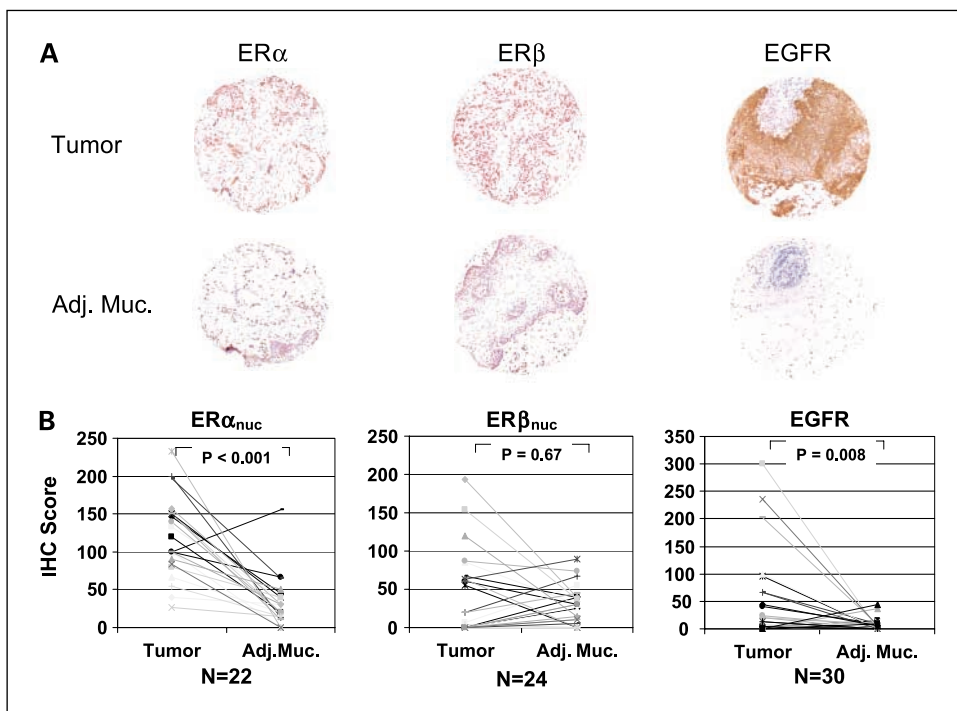 A
ERα ERβ EGFR
Tumor
Adj. Muc.
B
ERαnuc ERβnuc EGFR
IHC Score
250
200
150
100
50
0
P < 0.001
Tumor Adj.Muc.
N=22
250
200
150
100
50
0
P = 0.67
Tumor Adj.Muc.
N=24
350
300
250
200
150
100
50
0
P = 0.008
Tumor Adj. Muc.
N=30